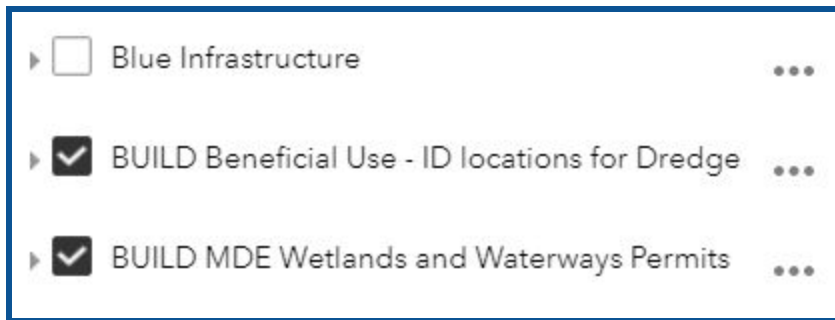 Blue Infrastructure
BUILD Beneficial Use - ID locations for Dredge
BUILD MDE Wetlands and Waterways Permits